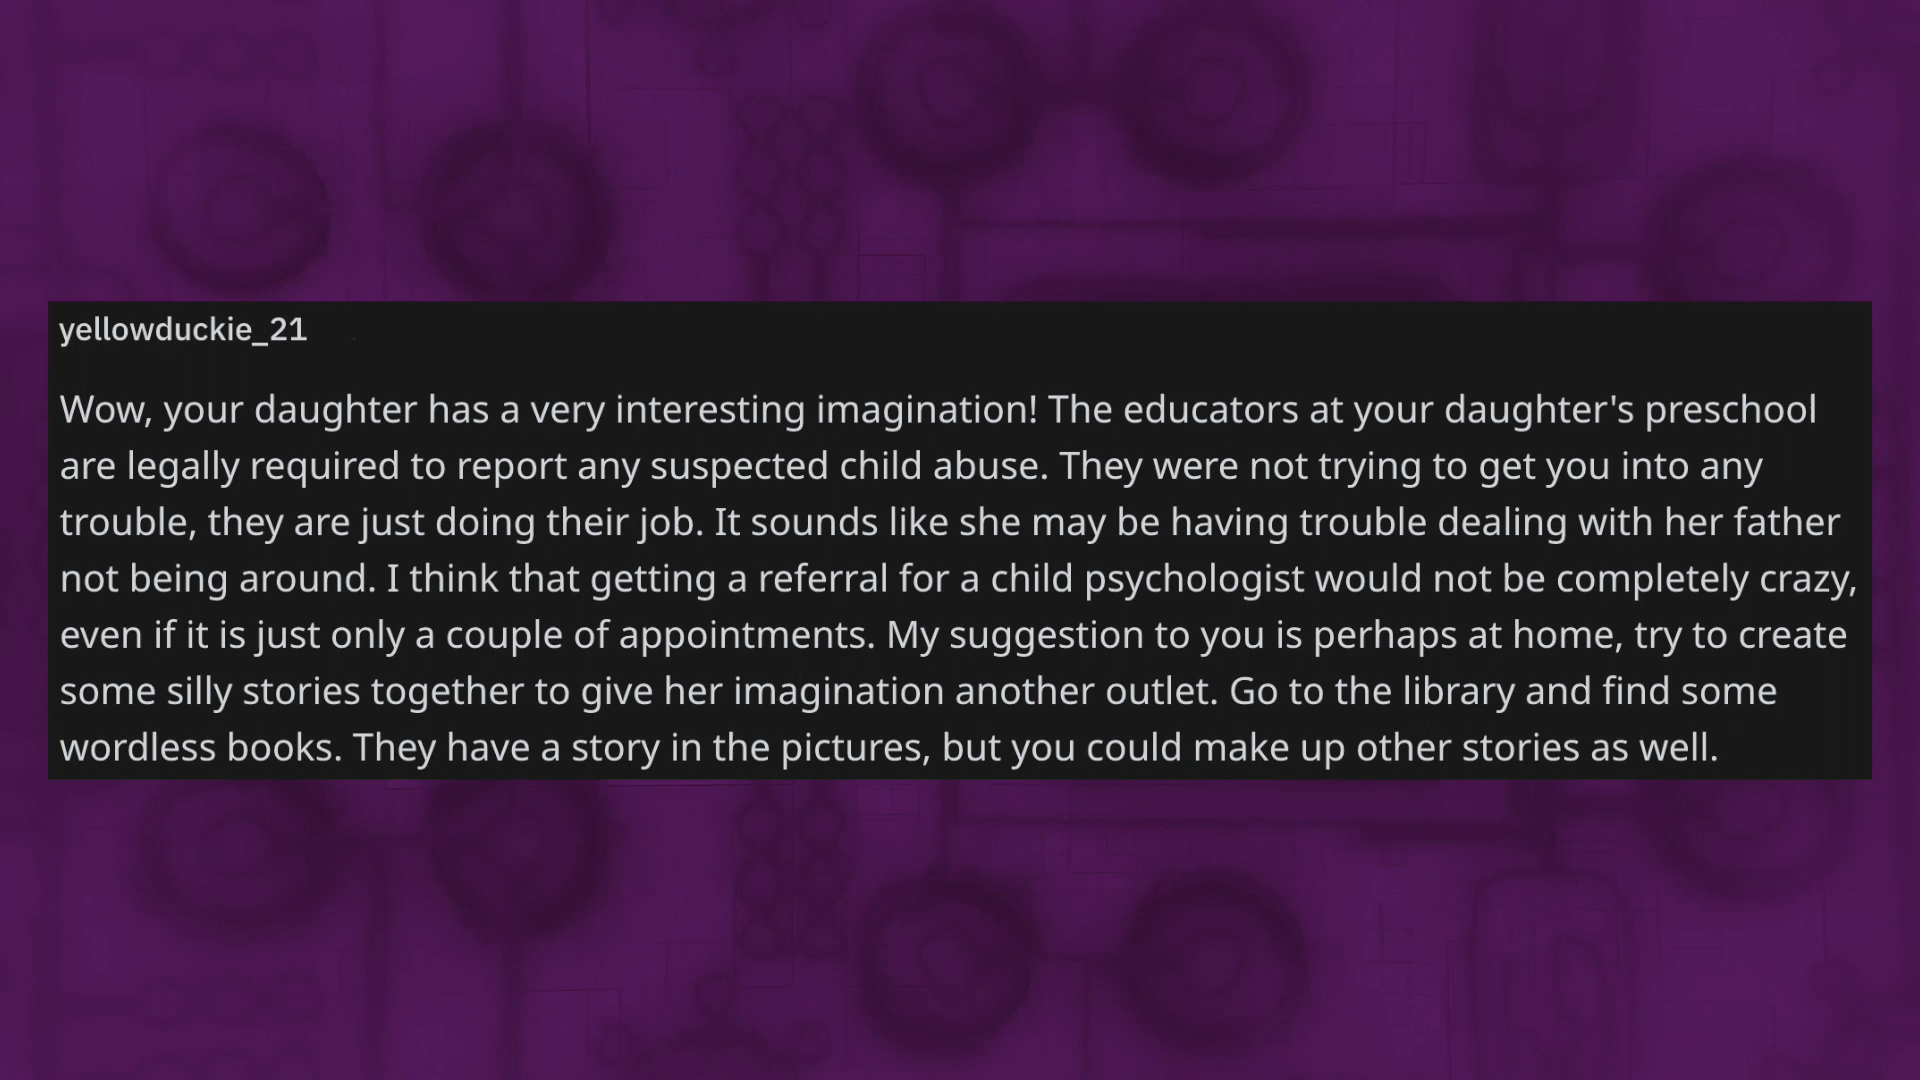 yellowduckie_21
Wow, your daughter has a very interesting imagination! The educators at your daughter's preschool
are legally required to report any suspected child abuse. They were not trying to get you into any
trouble, they are just doing their job. It sounds like she may be having trouble dealing with her father
not being around. I think that getting a referral for a child psychologist would not be completely crazy,
even if it is just only a couple of appointments. My suggestion to you is perhaps at home, try to create
some silly stories together to give her imagination another outlet. Go to the library and find some
wordless books. They have a story in the pictures, but you could make up other stories as well.